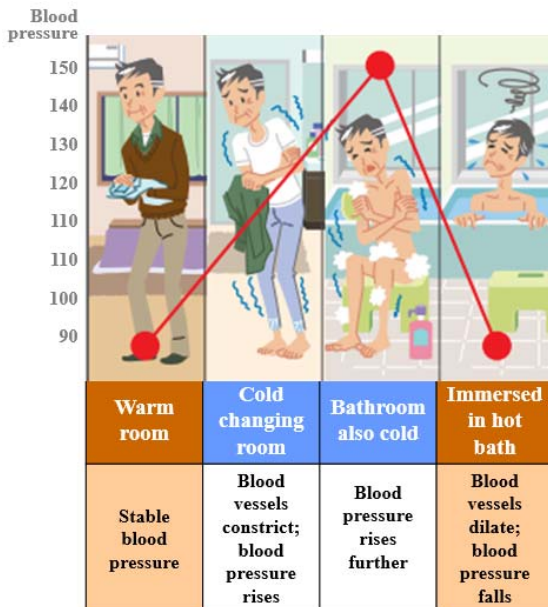 Blood
pressure
150
140
130
120
110
110
100
90
Warm
room
Cold
changing
room
Bathroom
also cold
Immersed
in hot
bath
Stable
blood
pressure
Blood
vessels
constrict;
blood
pressure
rises
Blood
pressure
rises
further
Blood
vessels
dilate;
blood
pressure
falls